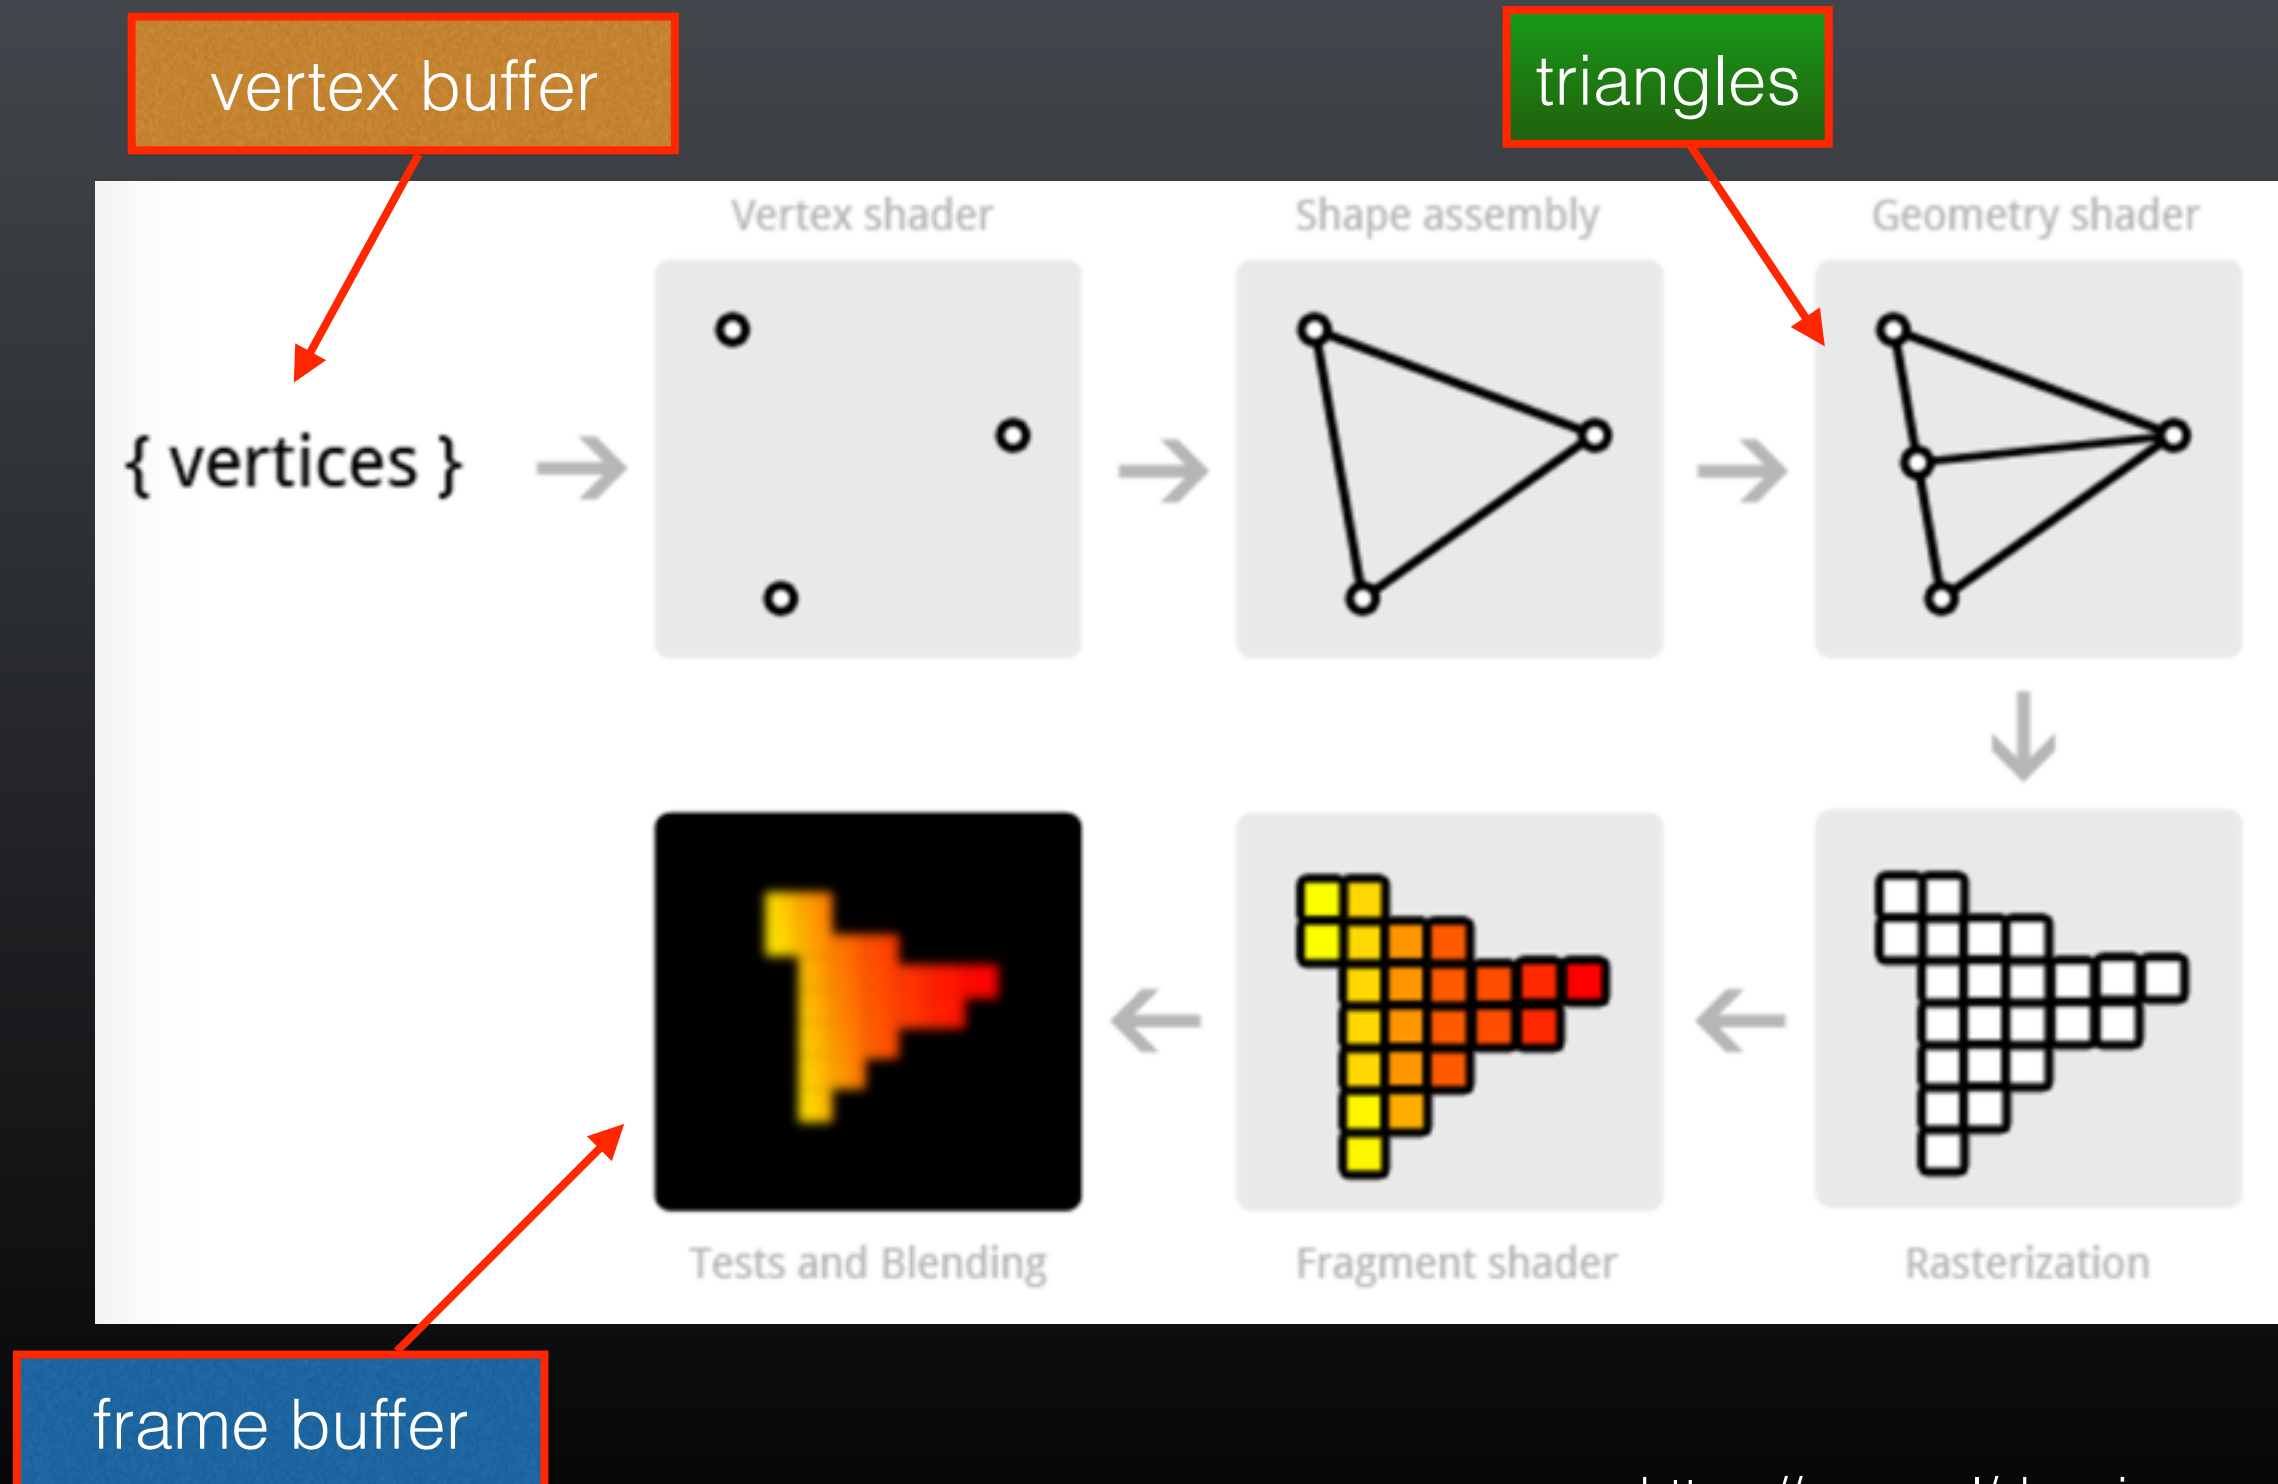 vertex buffer
triangles
Vertex shader
Shape assembly
Geometry shader
{ vertices }
Tests and Blending
Fragment shader
Rasterization
frame buffer